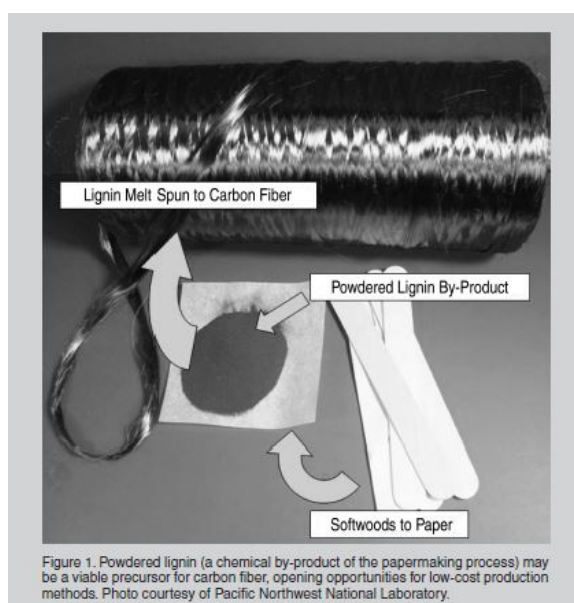 Lignin Melt Spun to Carbon Fiber
Powdered Lignin By-Product
Softwoods to Paper
Figure 1. Powdered lignin (a chemical by-product of the papermaking process) may
be a viable precursor for carbon fiber, opening opportunities for low-cost production
methods. Photo courtesy of Pacific Northwest National Laboratory.